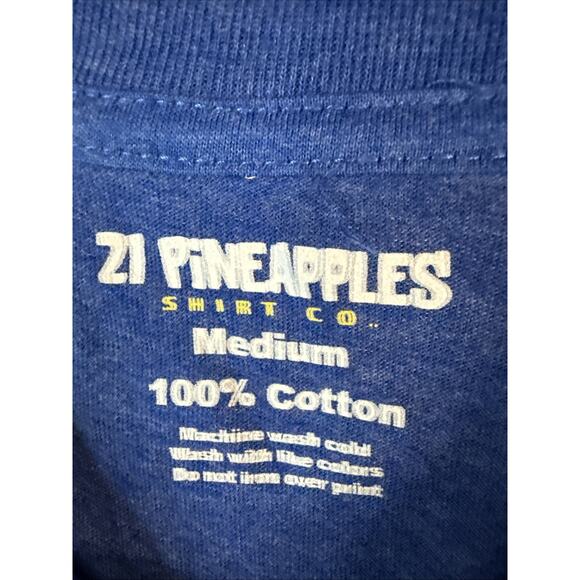 21 PiNEAPPLES
SHIRT CO..
Medium
100% Cotton
Machine wash cold
Wash with like colors
Do not iron over print